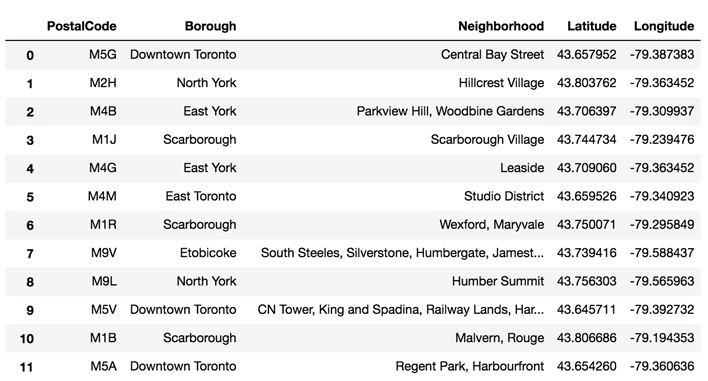 PostalCode Borough Neighborhood Latitude Longitude
0 M5G Downtown Toronto Central Bay Street 43.657952 -79.387383
1 M2H North York Hillcrest Village 43.803762 -79.363452
2 M4B East York Parkview Hill, Woodbine Gardens 43.706397 -79.309937
3 M1J Scarborough Scarborough Village 43.744734 -79.239476
4 M4G East York Leaside 43.709060 -79.363452
5 M4M East Toronto Studio District 43.659526 -79.340923
6 M1R Scarborough Wexford, Maryvale 43.750071 -79.295849
7 M9V Etobicoke South Steeles, Silverstone, Humbergate, Jamest... 43.739416 -79.588437
8 M9L North York Humber Summit 43.756303 -79.565963
9 M5V Downtown Toronto CN Tower, King and Spadina, Railway Lands, Har... 43.645711 -79.392732
10 M1B Scarborough Malvern, Rouge 43.806686 -79.194353
11 M5A Downtown Toronto Regent Park, Harbourfront 43.654260 -79.360636